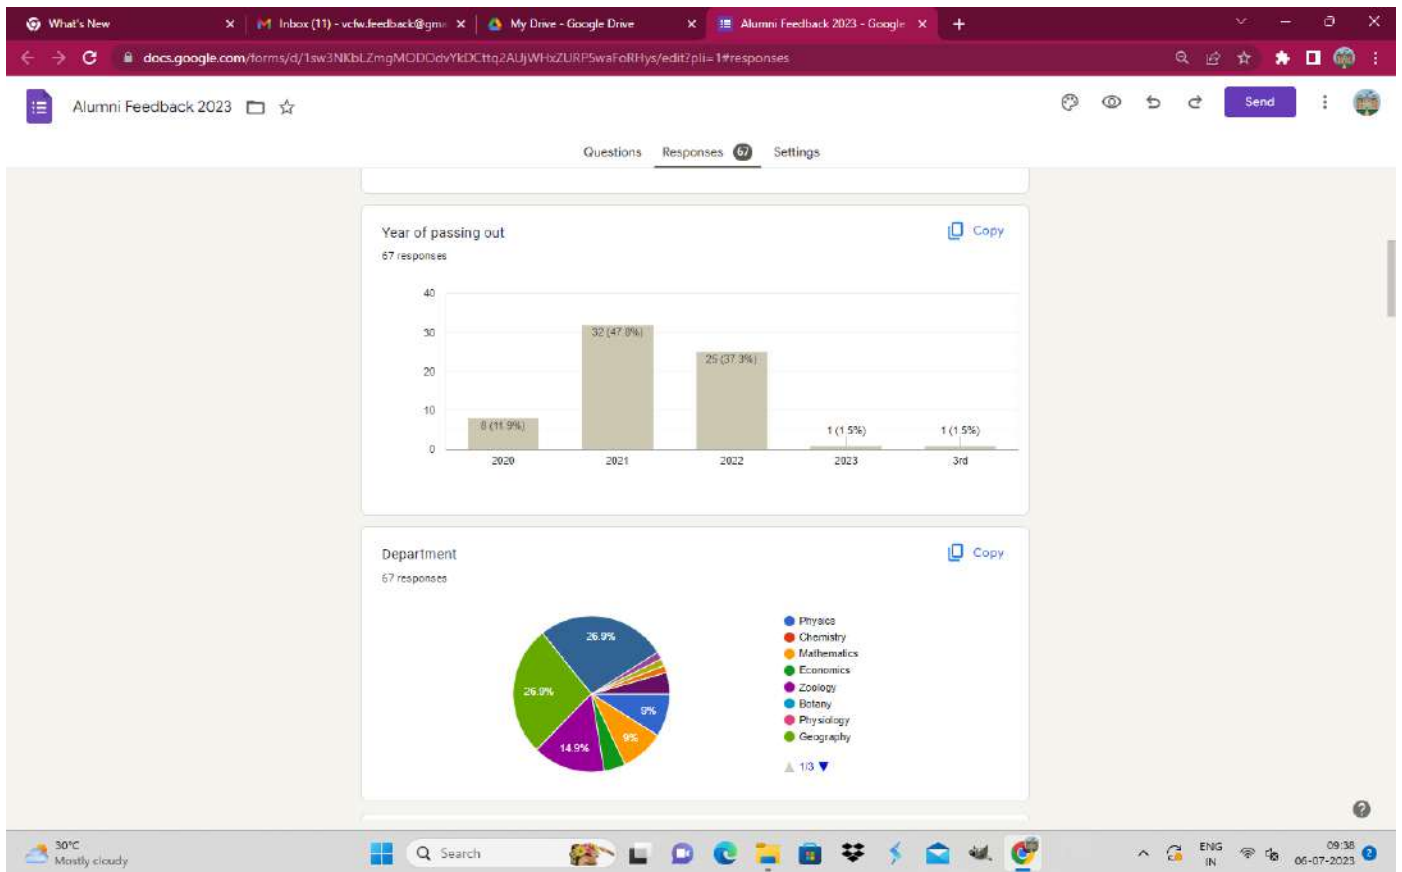 What's New
Inbox (11) - vcfw.feedback@gm
My Drive - Google Drive
Alumni Feedback 2023 - Google
docs.google.com/forms/d/1sw3NKbLZmgMODOdvYkDCttq2AUjWHxZURP5waFoRHys/edit?pli=1#responses
Alumni Feedback 2023
Send
Questions Responses 67 Settings
Year of passing out
Copy
67 responses
40
30
20
10
0
8 (11.9%)
32 (47.8%)
25 (37.3%)
1 (1.5%)
1 (1.5%)
2020 2021 2022 2023 3rd
Department
Copy
67 responses
26.9%
26.9%
14.9%
9%
9%
Physics
Chemistry
Mathematics
Economics
Zoology
Botany
Physiology
Geography
1/3
30°C
Mostly cloudy
Search
ENG
IN
09:38
06-07-2023
2